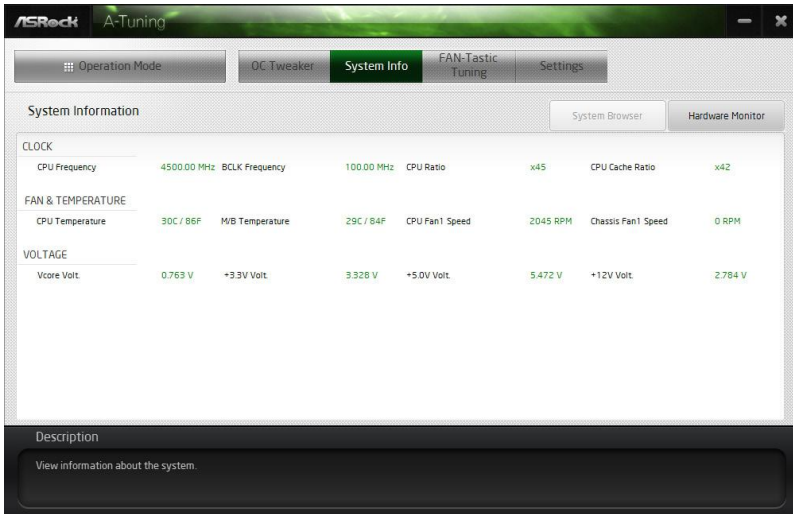 ASRock A-Tuning
Operation Mode OC Tweaker System Info FAN-Tastic Tuning Settings
System Information System Browser Hardware Monitor
CLOCK
CPU Frequency 4500.00 MHz BCLK Frequency 100.00 MHz CPU Ratio x45 CPU Cache Ratio x42
FAN & TEMPERATURE
CPU Temperature 30C / 86F M/B Temperature 29C / 84F CPU Fan1 Speed 2045 RPM Chassis Fan1 Speed 0 RPM
VOLTAGE
Vcore Volt. 0.763 V +3.3V Volt. 3.328 V +5.0V Volt. 5.472 V +12V Volt. 2.784 V
Description
View information about the system.